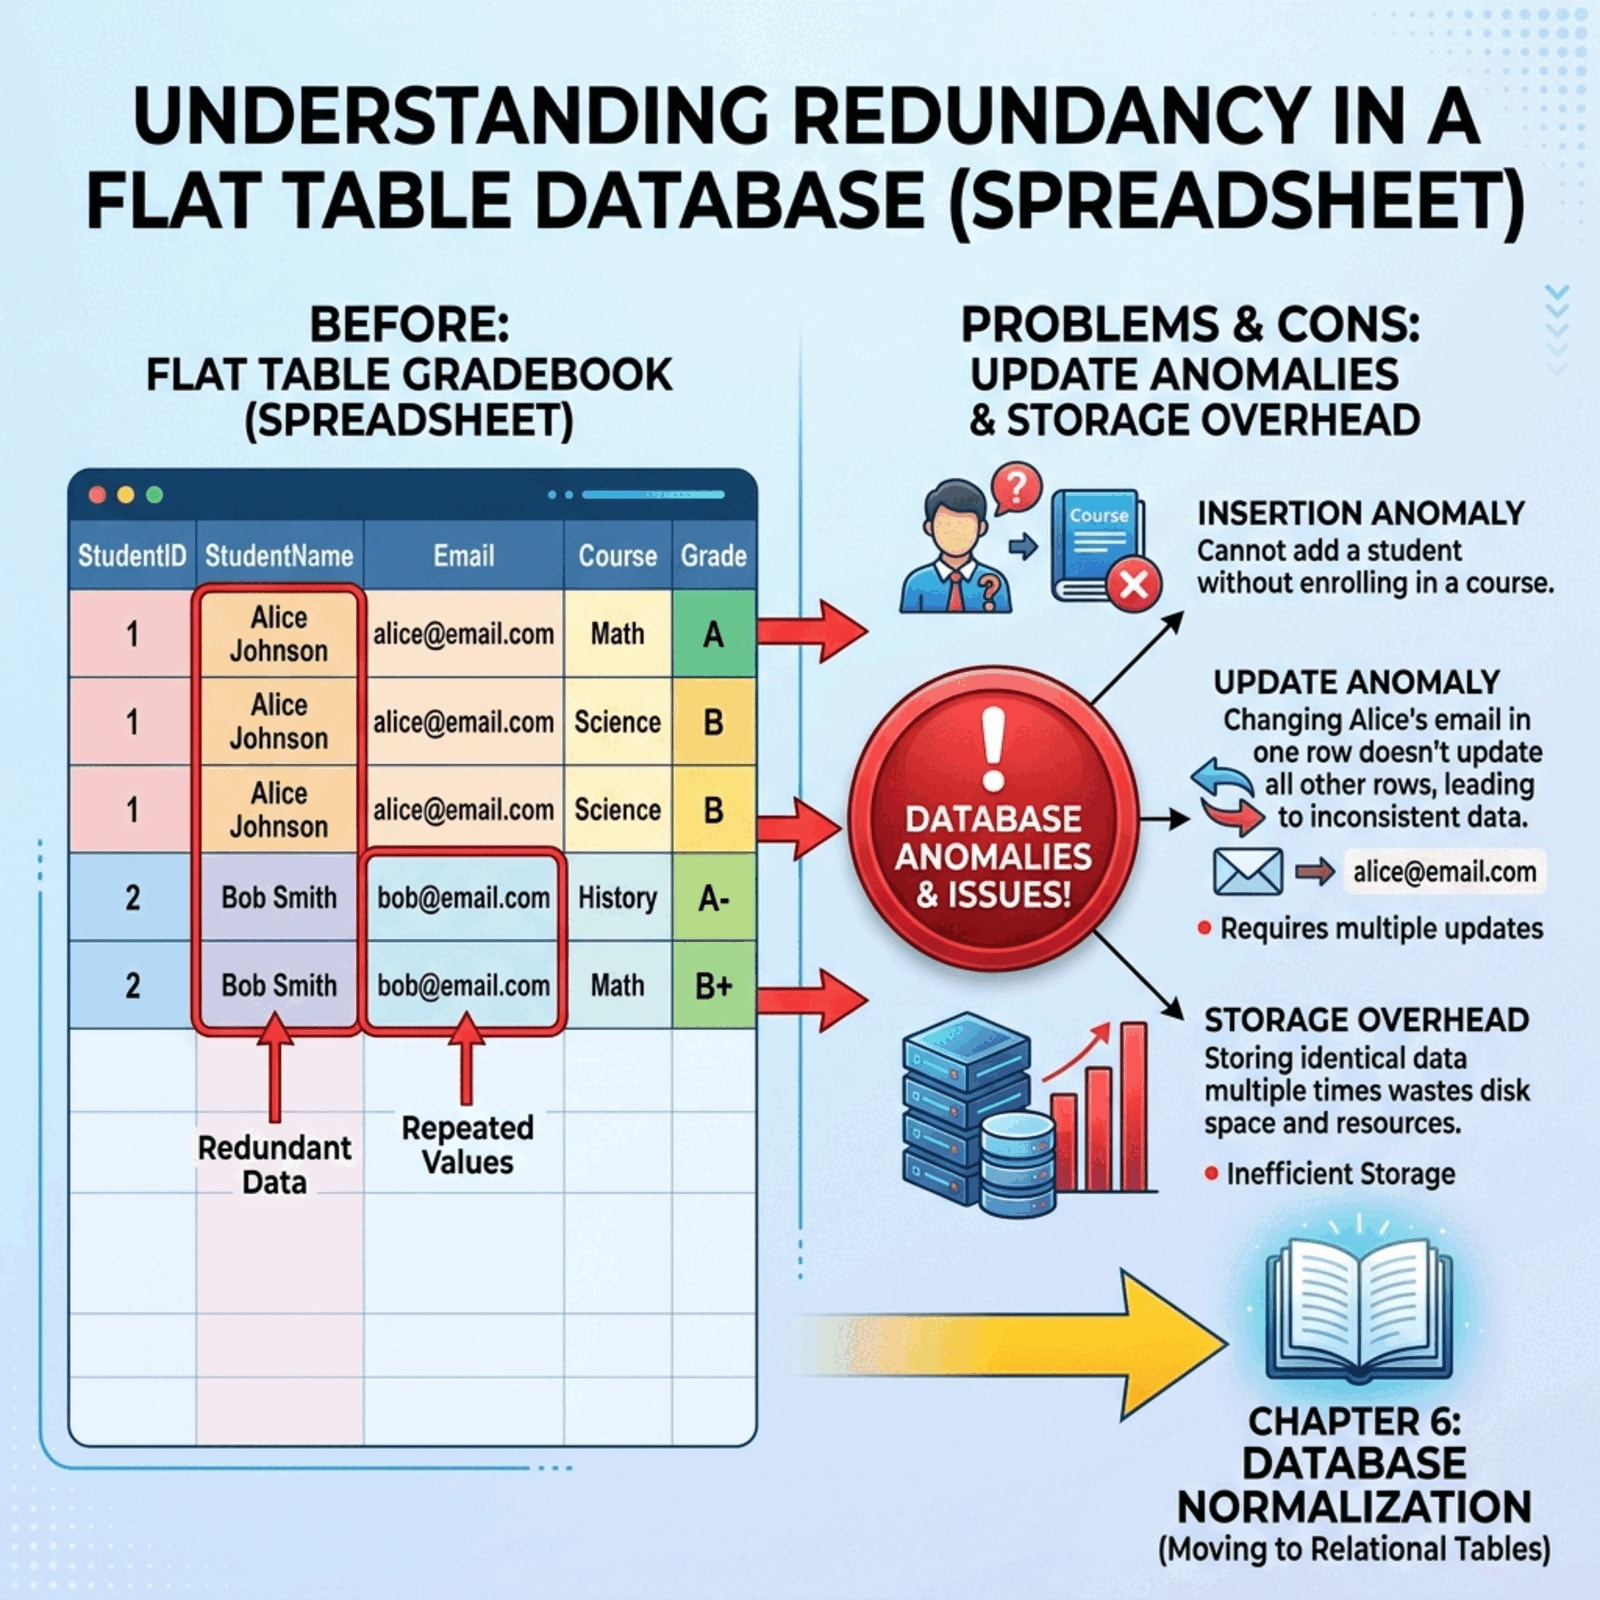 UNDERSTANDING REDUNDANCY IN A
FLAT TABLE DATABASE (SPREADSHEET)
BEFORE:
FLAT TABLE GRADEBOOK
(SPREADSHEET)
StudentID StudentName Email Course Grade
1 Alice Johnson alice@email.com Math A
1 Alice Johnson alice@email.com Science B
1 Alice Johnson alice@email.com Science B
2 Bob Smith bob@email.com History A-
2 Bob Smith bob@email.com Math B+
Redundant
Data
Repeated
Values
PROBLEMS & CONS:
UPDATE ANOMALIES
& STORAGE OVERHEAD
?
Course
?
INSERTION ANOMALY
Cannot add a student
without enrolling in a course.
!
DATABASE
ANOMALIES
& ISSUES!
UPDATE ANOMALY
Changing Alice's email in
one row doesn't update
all other rows, leading
to inconsistent data.
alice@email.com
• Requires multiple updates
STORAGE OVERHEAD
Storing identical data
multiple times wastes disk
space and resources.
• Inefficient Storage
CHAPTER 6:
DATABASE
NORMALIZATION
(Moving to Relational Tables)